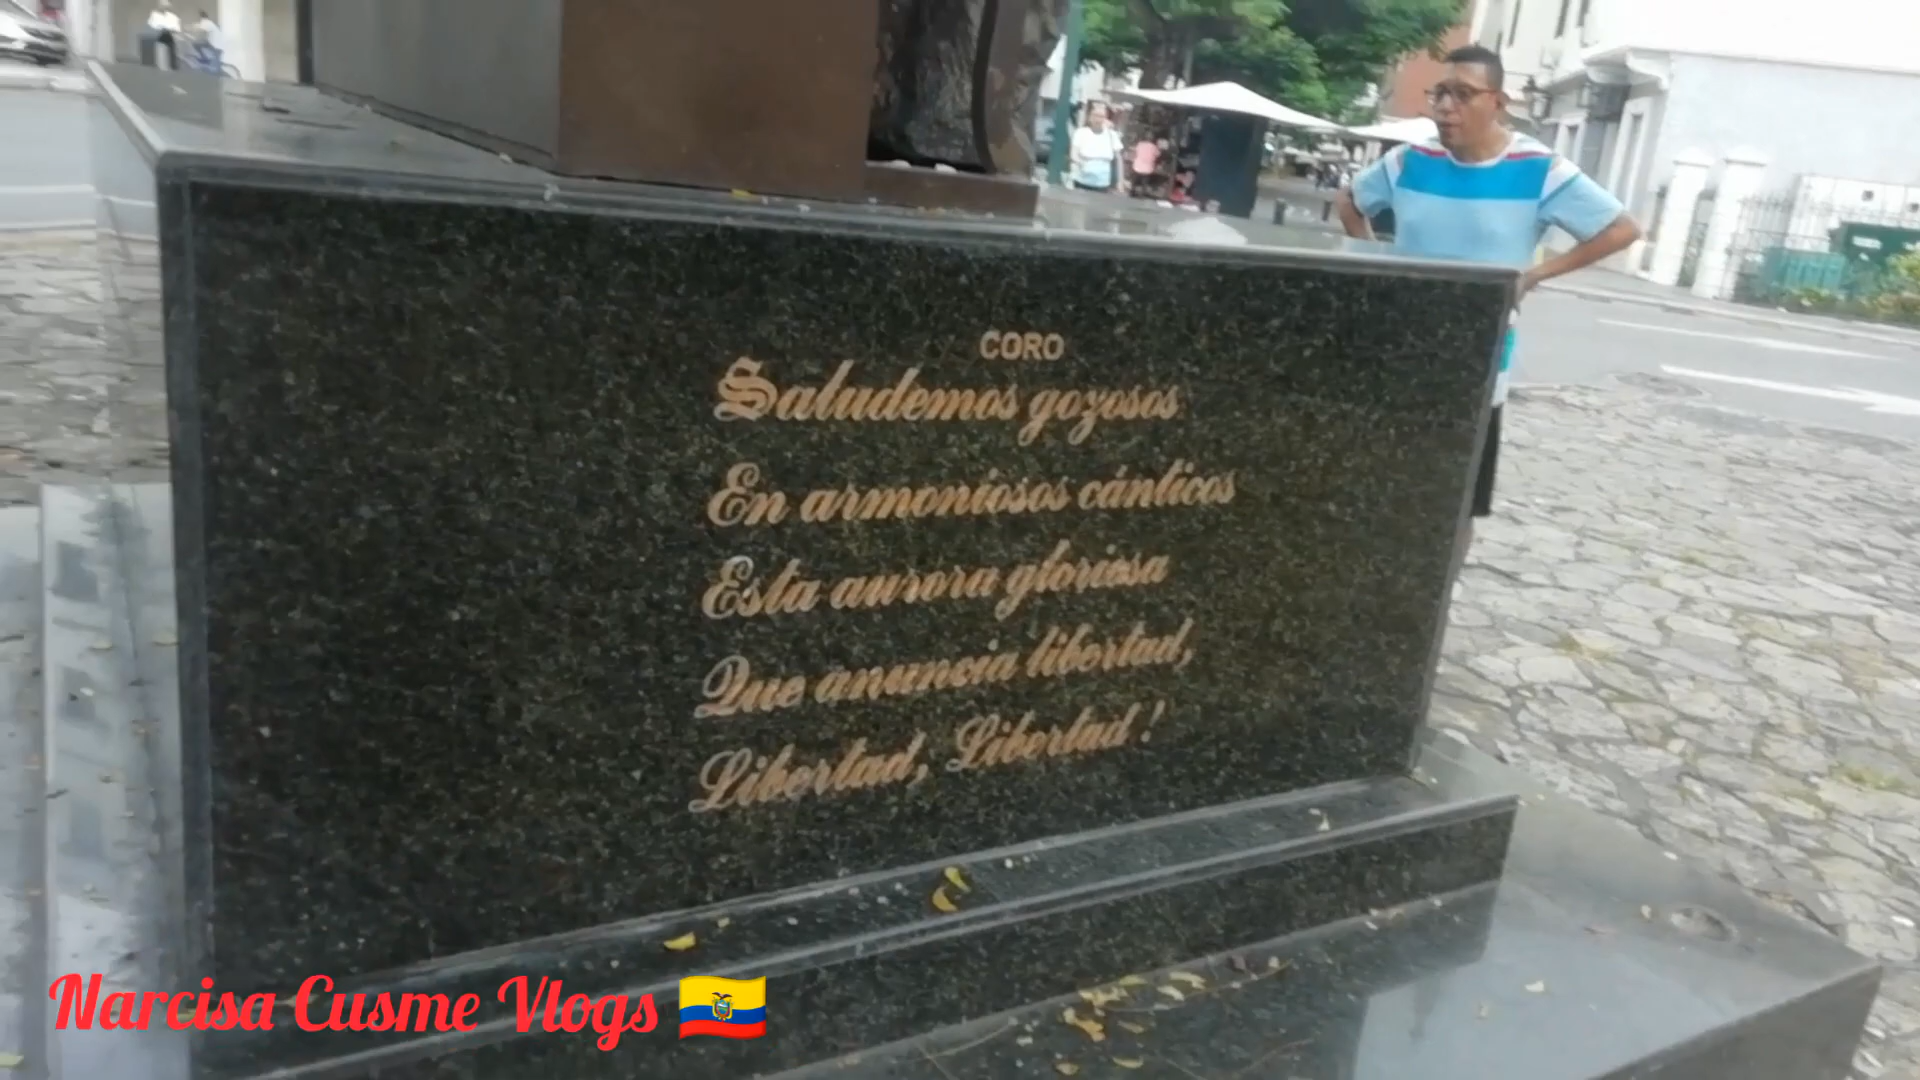 CORO
Saludemos gozosos
En armoniosos cánticos
Esta aurora gloriosa
Que anuncia libertad,
Libertad, Libertad!
Narcisa Cusme Vlogs